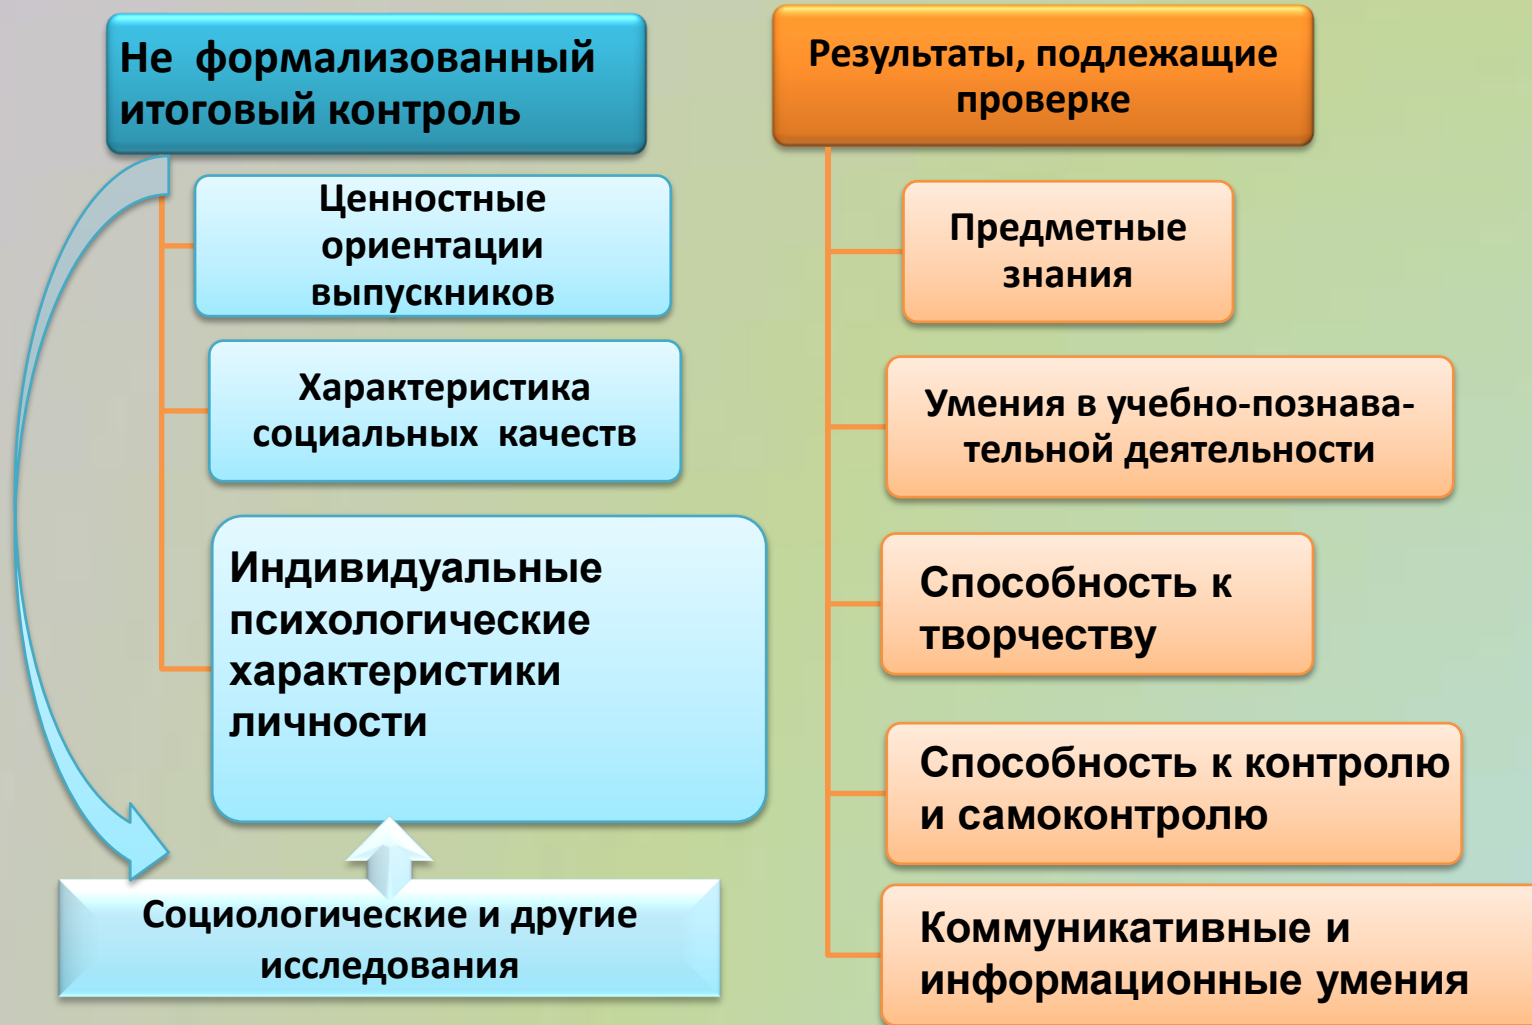 Не формализованный
итоговый контроль
Ценностные
ориентации
выпускников
Характеристика
социальных качеств
Индивидуальные
психологические
характеристики
личности
Социологические и другие
исследования
Результаты, подлежащие
проверке
Предметные
знания
Умения в учебно-познава-
тельной деятельности
Способность к
творчеству
Способность к контролю
и самоконтролю
Коммуникативные и
информационные умения